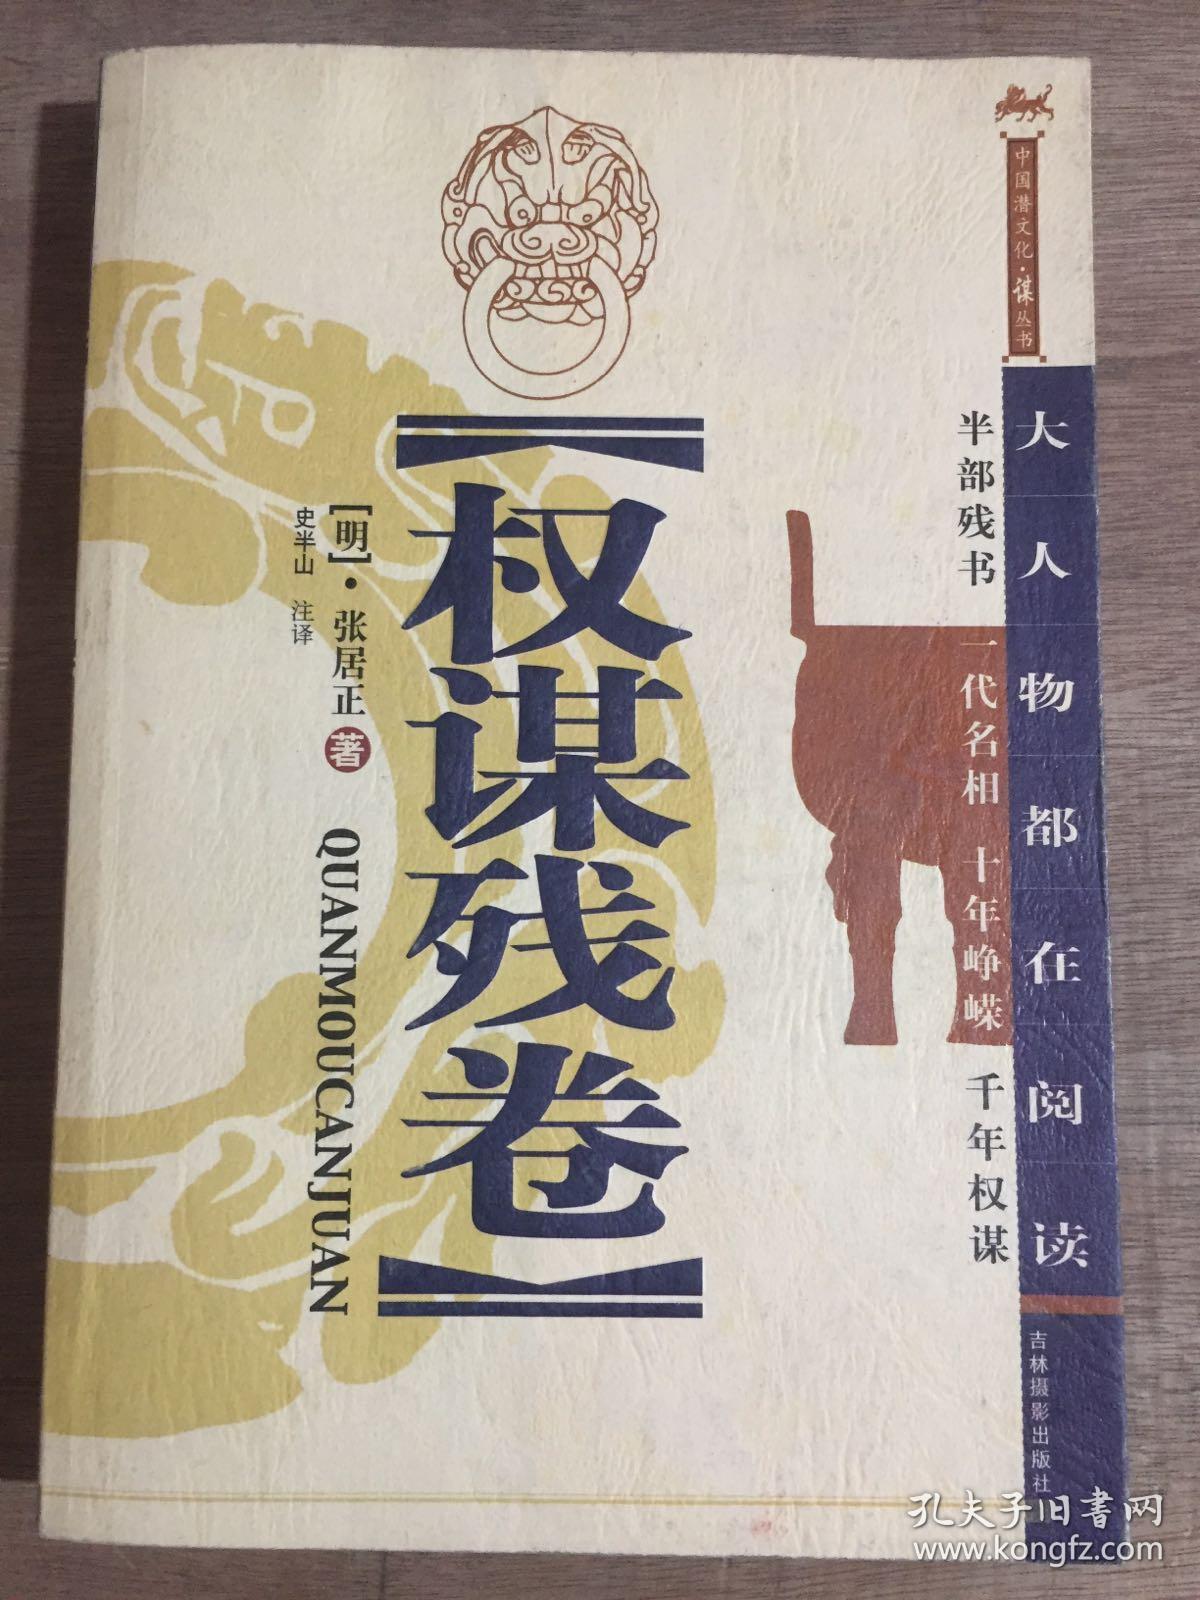 中国潜文化·谋丛书
大人物都在阅读
半部残书 一代名相 十年峥嵘 千年权谋
权谋残卷
[明]·张居正 著
史半山 注译
QUANMOUCANJUAN
吉林摄影出版社
孔夫子旧书网
www.kongfz.com